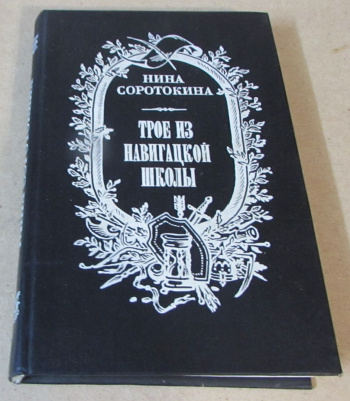 НИНА
СОРОТОКИНА
ТРОЕ ИЗ
НАВИГАЦКОЙ
ШКОЛЫ